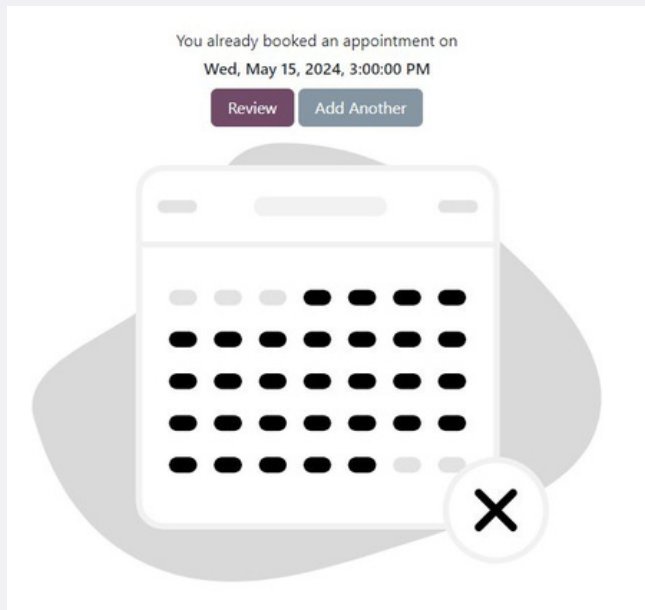 You already booked an appointment on
Wed, May 15, 2024, 3:00:00 PM
Review Add Another